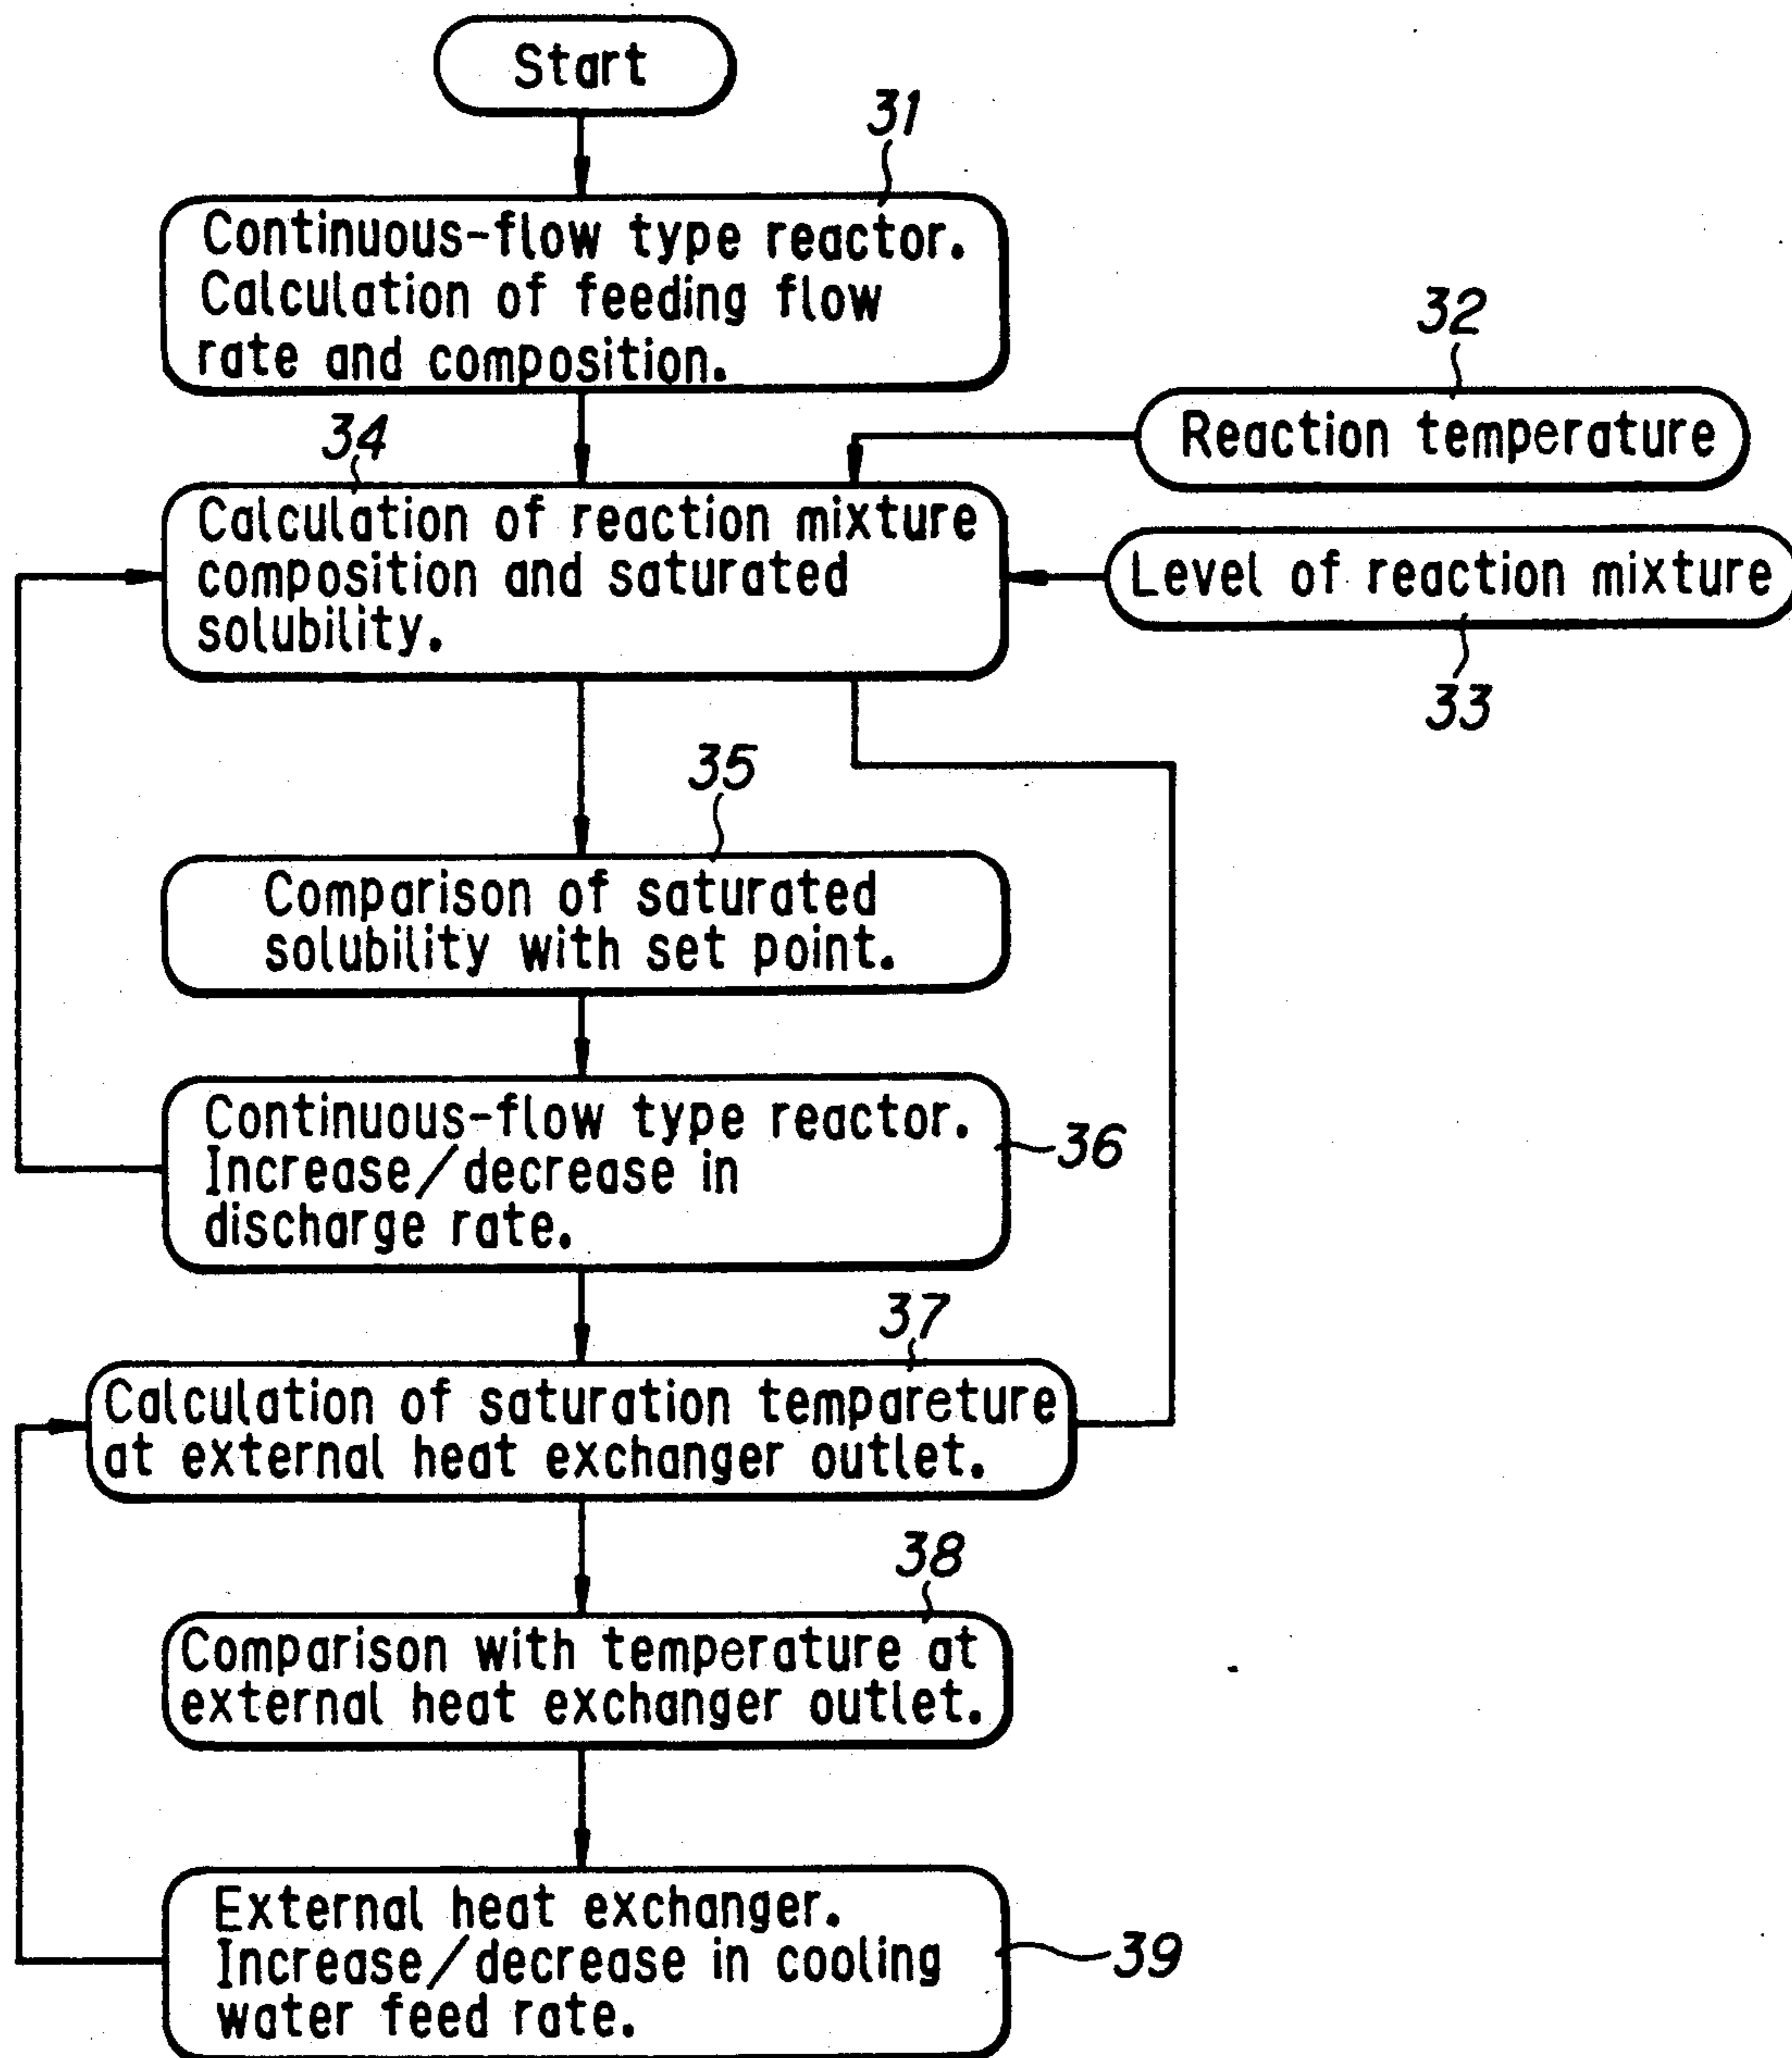 Start
31
Continuous-flow type reactor.
Calculation of feeding flow
rate and composition.
32
Reaction temperature
34
Calculation of reaction mixture
composition and saturated
solubility.
Level of reaction mixture
33
35
Comparison of saturated
solubility with set point.
Continuous-flow type reactor.
Increase/decrease in
discharge rate.
36
37
Calculation of saturation tempareture
at external heat exchanger outlet.
38
Comparison with temperature at
external heat exchanger outlet.
External heat exchanger.
Increase/decrease in cooling
water feed rate.
39